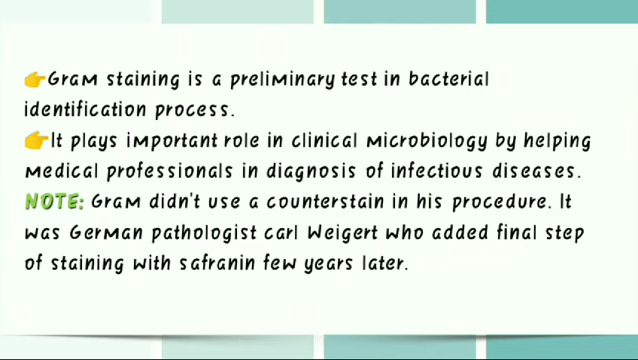 👉Gram staining is a preliminary test in bacterial
identification process.
👉It plays important role in clinical microbiology by helping
medical professionals in diagnosis of infectious diseases.
NOTE: Gram didn't use a counterstain in his procedure. It
was German pathologist carl Weigert who added final step
of staining with safranin few years later.